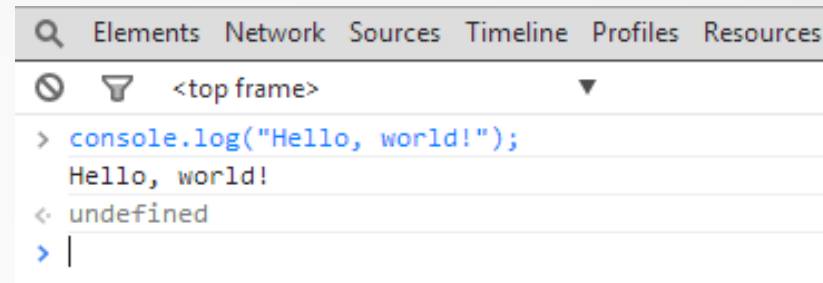 Elements Network Sources Timeline Profiles Resources
<top frame> ▼
> console.log("Hello, world!");
Hello, world!
<· undefined
>